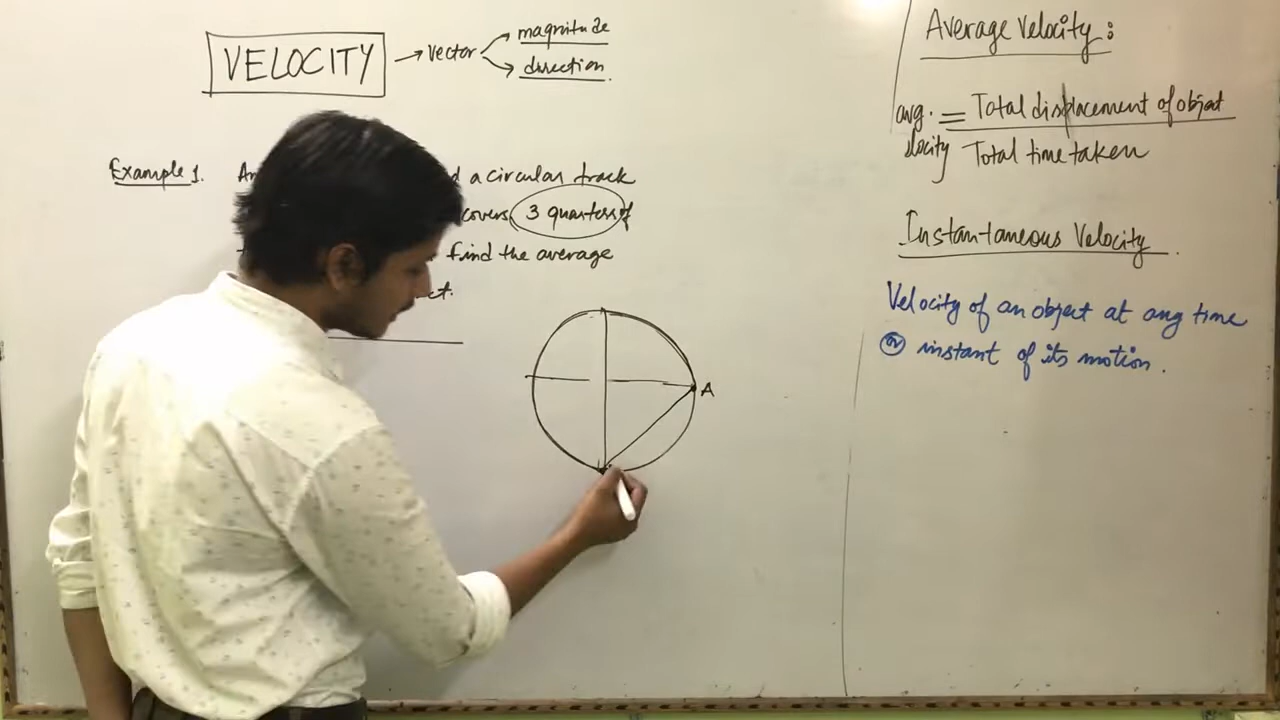 VELOCITY → vector
magnitude
direction.
Example 1. a circular track
covers 3 quarters of
find the average
A
Average velocity:
avg. = Total displacement of object
locity Total time taken
Instantaneous Velocity.
Velocity of an object at any time
or instant of its motion.